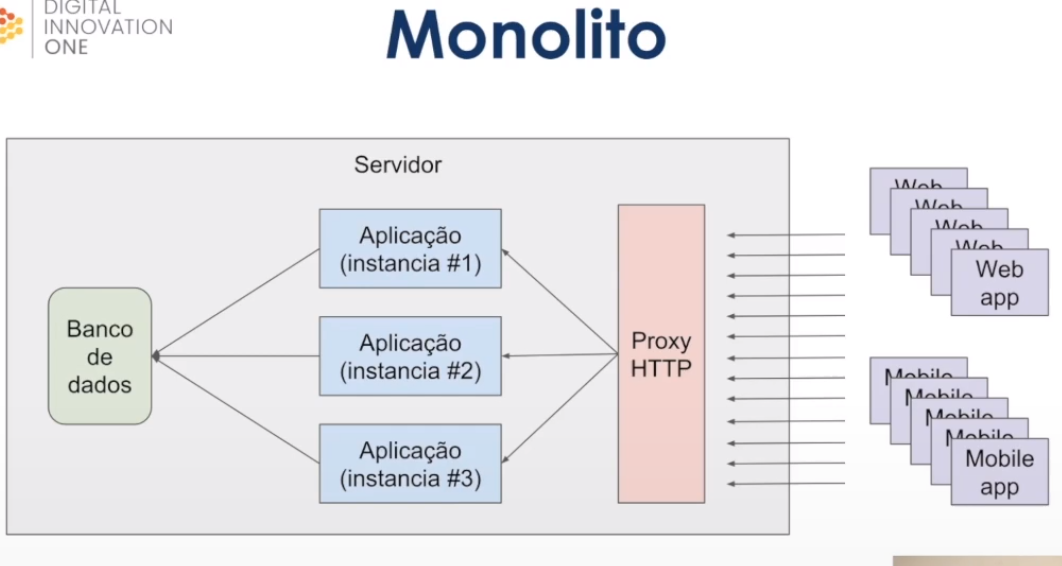 DIGITAL
INNOVATION
ONE
Monolito
Servidor
Aplicação
(instancia #1)
Aplicação
(instancia #2)
Aplicação
(instancia #3)
Banco
de
dados
Proxy
HTTP
Web
Web
Web
Web
Web
app
Mobile
Mobile
Mobile
Mobile
Mobile
app